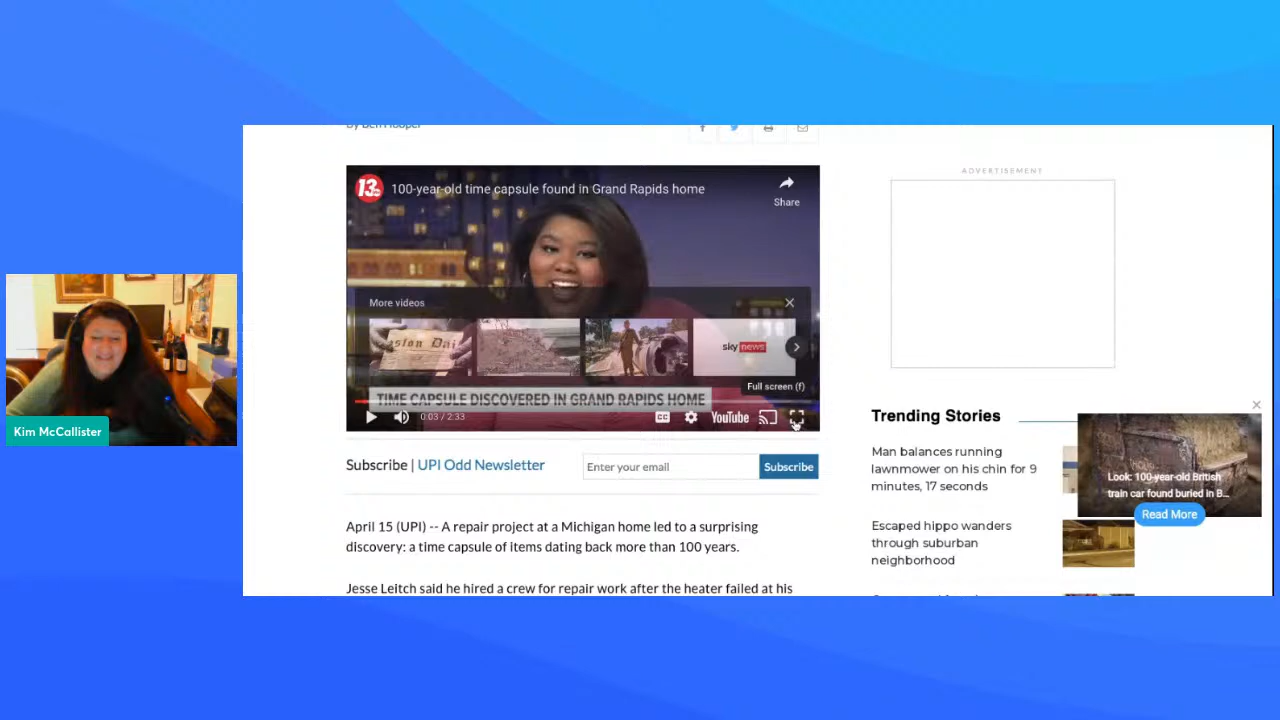 By Ben Hooper
13
100-year-old time capsule found in Grand Rapids home
Share
More videos
sky news
Full screen (f)
TIME CAPSULE DISCOVERED IN GRAND RAPIDS HOME
0:03 / 2:33
CC
YouTube
Subscribe | UPI Odd Newsletter
Enter your email
Subscribe
April 15 (UPI) -- A repair project at a Michigan home led to a surprising
discovery: a time capsule of items dating back more than 100 years.
Jesse Leitch said he hired a crew for repair work after the heater failed at his
ADVERTISEMENT
Trending Stories
Man balances running
lawnmower on his chin for 9
minutes, 17 seconds
Escaped hippo wanders
through suburban
neighborhood
Look: 100-year-old British
train car found buried in B...
Read More
Kim McCallister